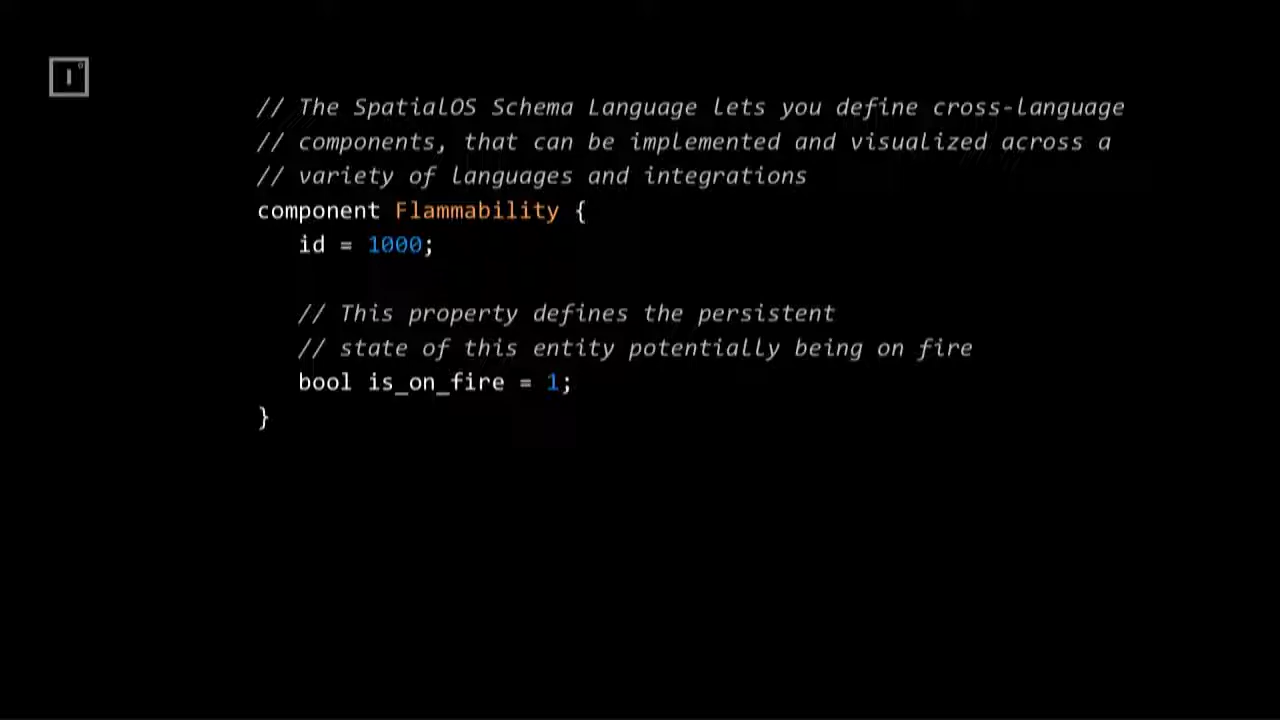 I
// The SpatialOS Schema Language lets you define cross-language
// components, that can be implemented and visualized across a
// variety of languages and integrations
component Flammability {
id = 1000;
// This property defines the persistent
// state of this entity potentially being on fire
bool is_on_fire = 1;
}